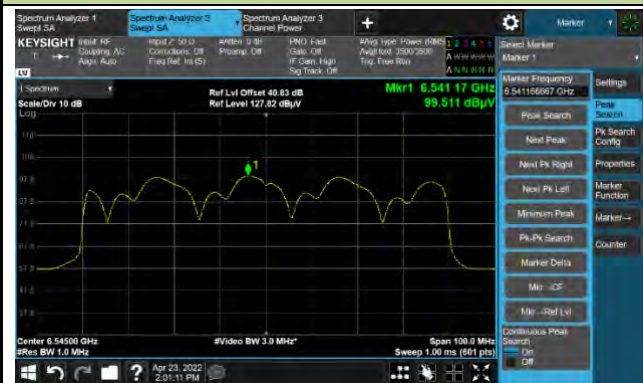 Spectrum Analyzer 1
Swept SA
Spectrum Analyzer 3
Swept SA
Spectrum Analyzer 3
Channel Power
+
Marker
KEYSIGHT
Input: RF
Coupling: AC
Align: Auto
Input Z: 50 Ω
Corrections: Off
Freq Ref: Int (S)
#Atten: 0 dB
Preamp: Off
PNO: Fast
Gate: Off
IF Gain: High
Sig Track: Off
#Avg Type: Power (RMS)
Avg|Hold: 3500/3500
Trig: Free Run
1 2 3 4 5 6
A W W W W W
A N N N N N
LV
Select Marker
Marker 1
1 Spectrum
Scale/Div 10 dB
Log
Ref Lvl Offset 40.83 dB
Ref Level 127.82 dBµV
Mkr1 6.541 17 GHz
99.511 dBµV
1
Center 6.54500 GHz
#Res BW 1.0 MHz
#Video BW 3.0 MHz*
Span 100.0 MHz
Sweep 1.00 ms (601 pts)
Marker Frequency
6.541166667 GHz
Peak Search
Next Peak
Next Pk Right
Next Pk Left
Minimum Peak
Pk-Pk Search
Marker Delta
Mkr→CF
Mkr→Ref Lvl
Continuous Peak
Search
On
Off
Settings
Peak
Search
Pk Search
Config
Properties
Marker
Function
Marker→
Counter
?
Apr 23, 2022
2:01:11 PM